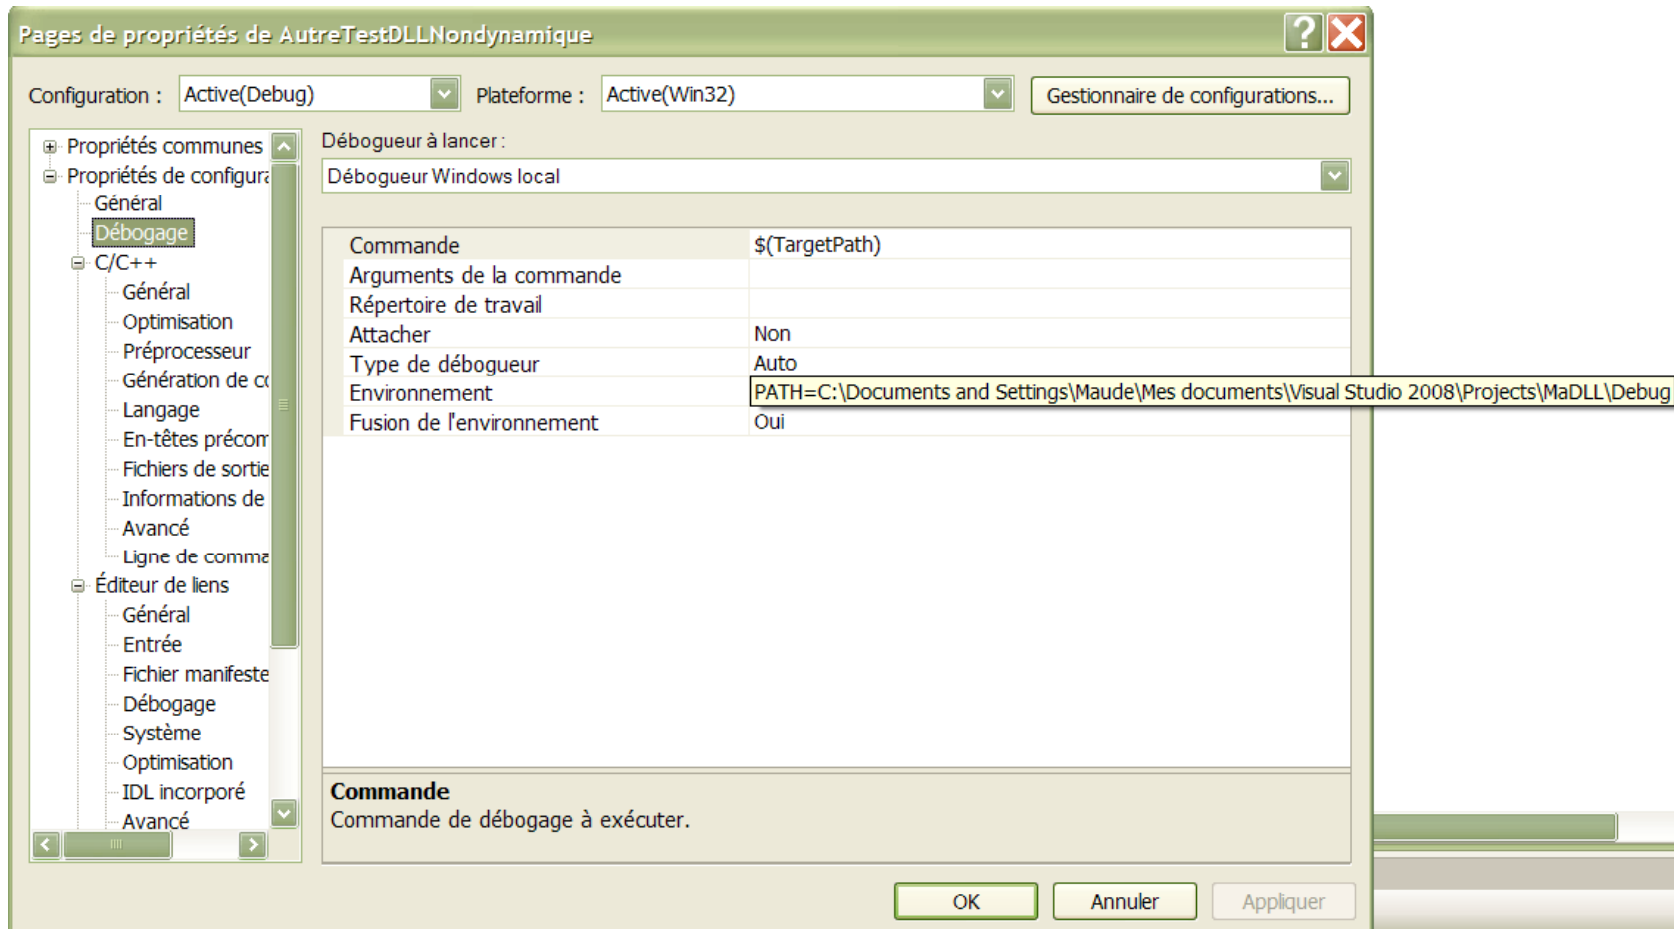 Pages de propriétés de AutreTestDLLNondynamique
Configuration : Active(Debug) Plateforme : Active(Win32) Gestionnaire de configurations...
Propriétés communes
Propriétés de configura
Général
Débogage
C/C++
Général
Optimisation
Préprocesseur
Génération de co
Langage
En-têtes précom
Fichiers de sortie
Informations de
Avancé
Ligne de comma
Éditeur de liens
Général
Entrée
Fichier manifeste
Débogage
Système
Optimisation
IDL incorporé
Avancé
Débogueur à lancer :
Débogueur Windows local
Commande $(TargetPath)
Arguments de la commande
Répertoire de travail
Attacher Non
Type de débogueur Auto
Environnement PATH=C:\Documents and Settings\Maude\Mes documents\Visual Studio 2008\Projects\MaDLL\Debug
Fusion de l'environnement Oui
Commande
Commande de débogage à exécuter.
OK Annuler Appliquer